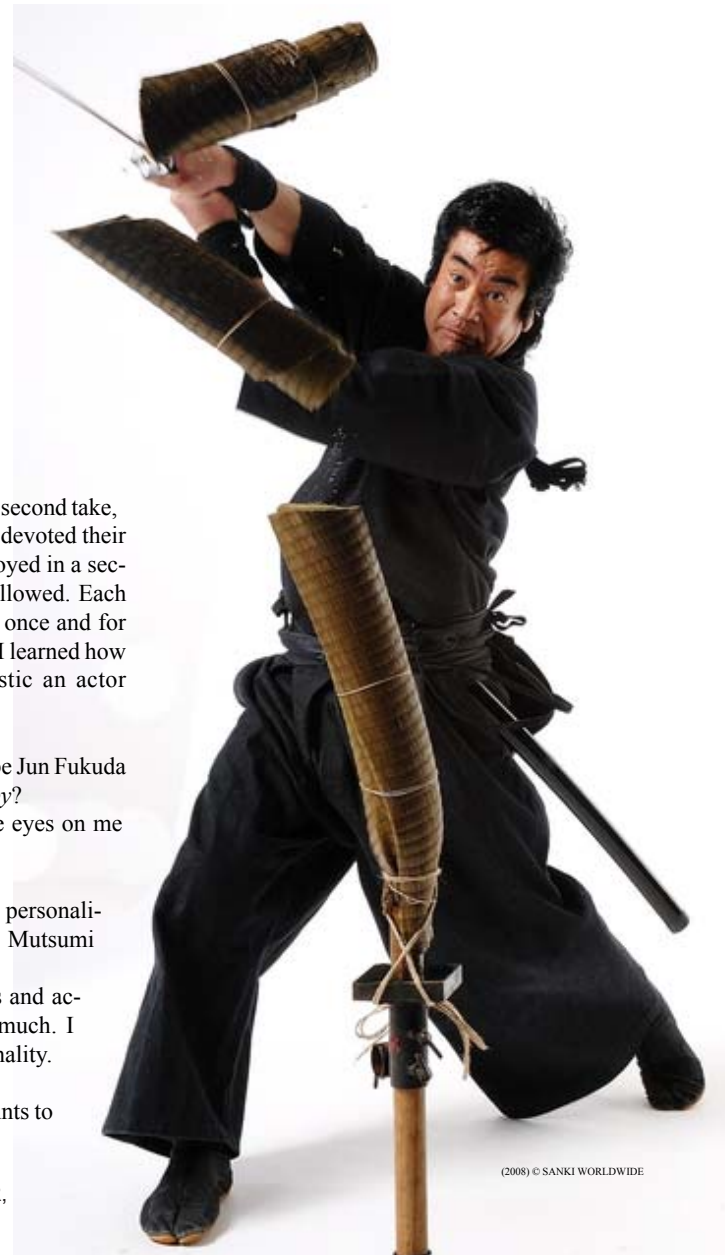 second take,
devoted their
oyed in a sec-
llowed. Each
once and for
I learned how
stic an actor
oe Jun Fukuda
y?
e eyes on me
personali-
Mutsumi
s and ac-
much. I
nality.
nts to
(2008) © SANKI WORLDWIDE